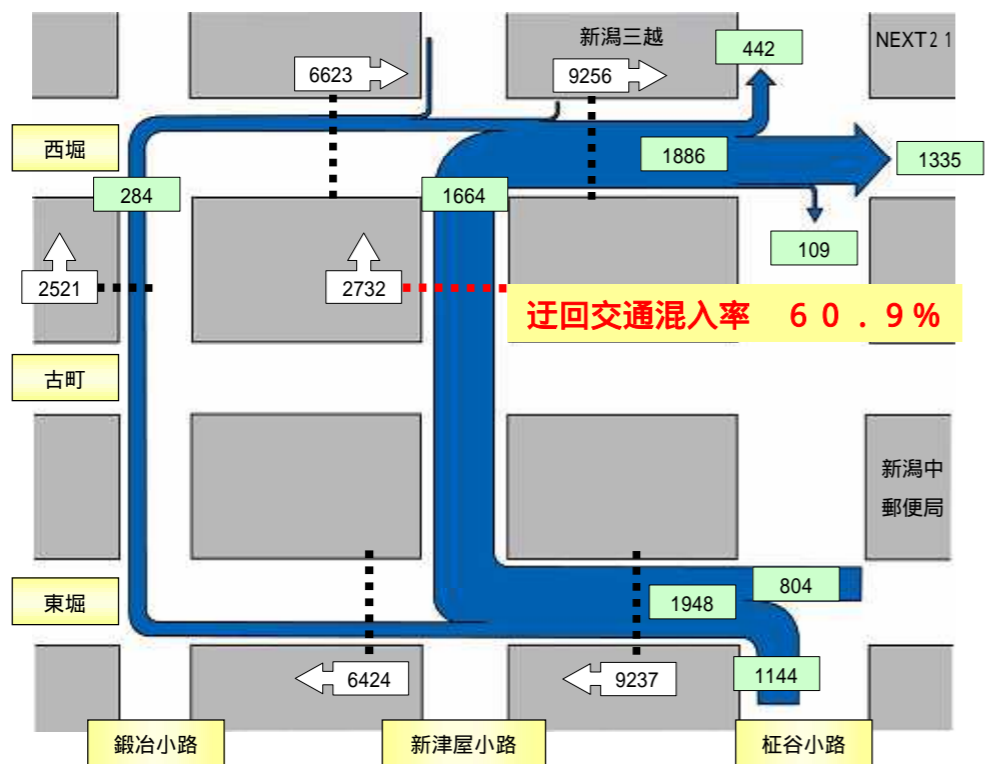 新潟三越
NEXT21
442
6623
9256
西堀
1886
1335
284
1664
109
2521
2732
迂回交通混入率 60.9%
古町
新潟中
郵便局
東堀
804
1948
1144
6424
9237
鍛冶小路
新津屋小路
柾谷小路